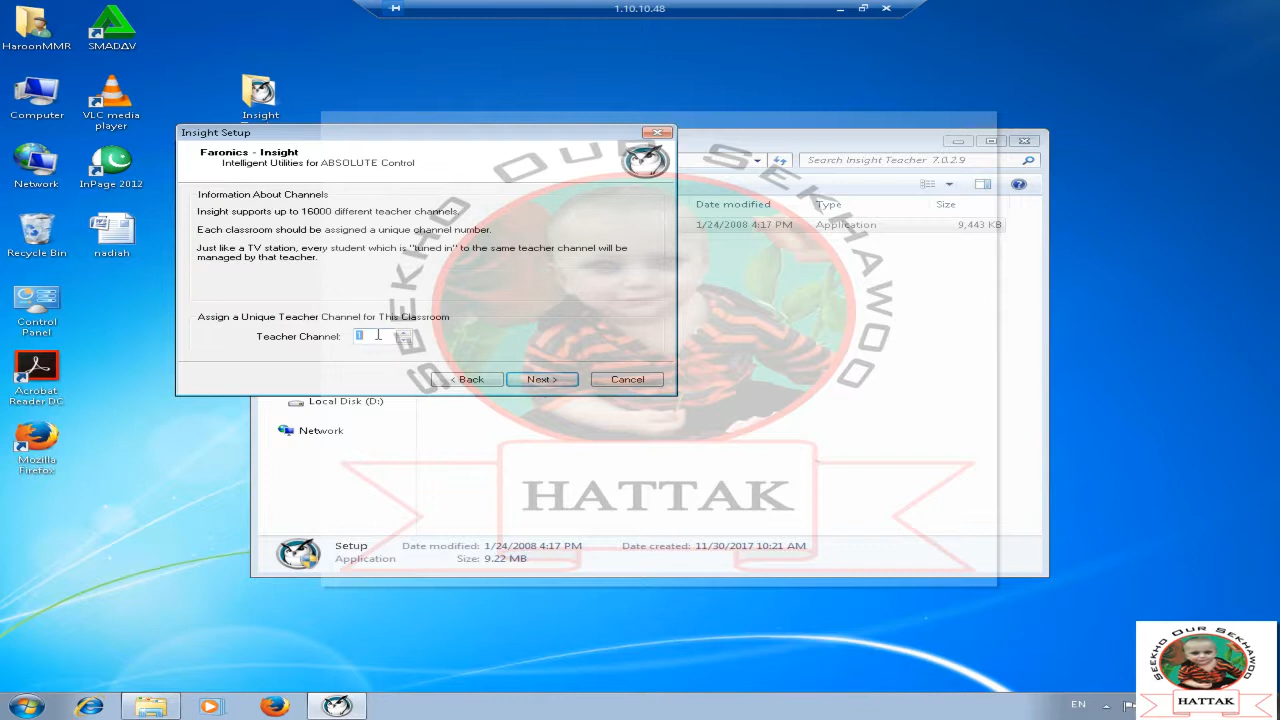 1.10.10.48
HaroonMMR
SMADΔV
Computer
VLC media
player
Insight
Network
InPage 2012
Recycle Bin
nadiah
Control
Panel
Acrobat
Reader DC
Mozilla
Firefox
Insight Setup
Faronics - Insight
Intelligent Utilities for ABSOLUTE Control
Information About Channels
Insight supports up to 16000 different teacher channels.
Each classroom should be assigned a unique channel number.
Just like a TV station, every student which is "tuned in" to the same teacher channel will be
managed by that teacher.
Assign a Unique Teacher Channel for This Classroom
Teacher Channel: 1
< Back Next > Cancel
Search Insight Teacher 7.0.2.9
Date modified Type Size
1/24/2008 4:17 PM Application 9,443 KB
Local Disk (D:)
Network
SEEKHO OUR SEKHAWOO
HATTAK
Setup Date modified: 1/24/2008 4:17 PM Date created: 11/30/2017 10:21 AM
Application Size: 9.22 MB
EN
SEEKHO OUR SEKHAWOO
HATTAK